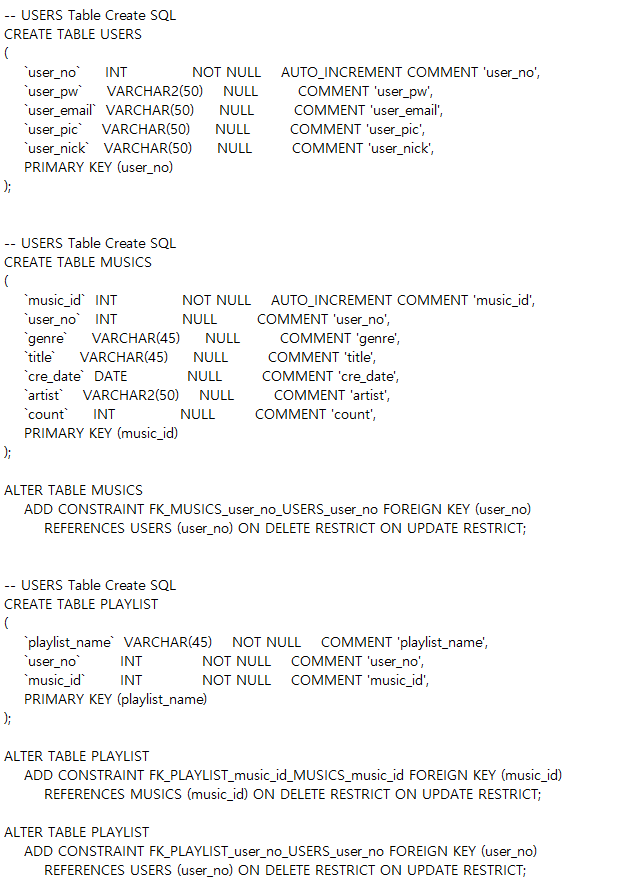 -- USERS Table Create SQL
CREATE TABLE USERS
(
`user_no` INT NOT NULL AUTO_INCREMENT COMMENT 'user_no',
`user_pw` VARCHAR2(50) NULL COMMENT 'user_pw',
`user_email` VARCHAR(50) NULL COMMENT 'user_email',
`user_pic` VARCHAR(50) NULL COMMENT 'user_pic',
`user_nick` VARCHAR(50) NULL COMMENT 'user_nick',
PRIMARY KEY (user_no)
);
-- USERS Table Create SQL
CREATE TABLE MUSICS
(
`music_id` INT NOT NULL AUTO_INCREMENT COMMENT 'music_id',
`user_no` INT NULL COMMENT 'user_no',
`genre` VARCHAR(45) NULL COMMENT 'genre',
`title` VARCHAR(45) NULL COMMENT 'title',
`cre_date` DATE NULL COMMENT 'cre_date',
`artist` VARCHAR2(50) NULL COMMENT 'artist',
`count` INT NULL COMMENT 'count',
PRIMARY KEY (music_id)
);
ALTER TABLE MUSICS
ADD CONSTRAINT FK_MUSICS_user_no_USERS_user_no FOREIGN KEY (user_no)
REFERENCES USERS (user_no) ON DELETE RESTRICT ON UPDATE RESTRICT;
-- USERS Table Create SQL
CREATE TABLE PLAYLIST
(
`playlist_name` VARCHAR(45) NOT NULL COMMENT 'playlist_name',
`user_no` INT NOT NULL COMMENT 'user_no',
`music_id` INT NOT NULL COMMENT 'music_id',
PRIMARY KEY (playlist_name)
);
ALTER TABLE PLAYLIST
ADD CONSTRAINT FK_PLAYLIST_music_id_MUSICS_music_id FOREIGN KEY (music_id)
REFERENCES MUSICS (music_id) ON DELETE RESTRICT ON UPDATE RESTRICT;
ALTER TABLE PLAYLIST
ADD CONSTRAINT FK_PLAYLIST_user_no_USERS_user_no FOREIGN KEY (user_no)
REFERENCES USERS (user_no) ON DELETE RESTRICT ON UPDATE RESTRICT;